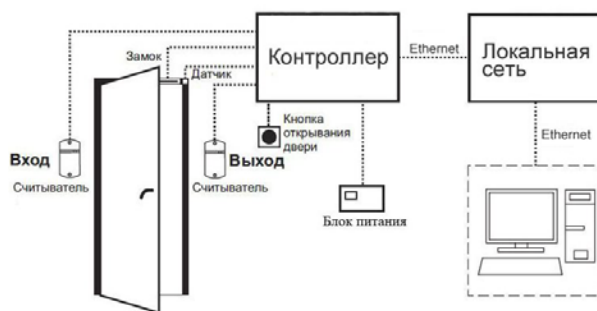 Замок
Датчик
Контроллер
Ethernet
Локальная
сеть
Ethernet
Кнопка
открывания
двери
Вход
Считыватель
Выход
Считыватель
Блок питания